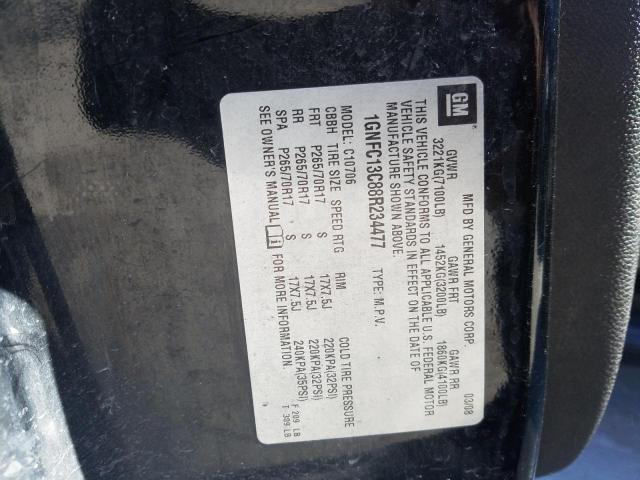 GM
MFD BY GENERAL MOTORS CORP.
03/08
GVWR GAWR FRT GAWR RR
3221KG(7100LB) 1452KG(3200LB) 1860KG(4100LB)
THIS VEHICLE CONFORMS TO ALL APPLICABLE U.S. FEDERAL MOTOR
VEHICLE SAFETY STANDARDS IN EFFECT ON THE DATE OF
MANUFACTURE SHOWN ABOVE.
1GNFC13C88R234477 TYPE: M.P.V.
MODEL: C10706
CBBH TIRE SIZE SPEED RTG RIM COLD TIRE PRESSURE
FRT P265/70R17 S 17X7.5J 220KPA(32PSI)
RR P265/70R17 S 17X7.5J 220KPA(32PSI)
SPA P265/70R17 S 17X7.5J 240KPA(35PSI)
SEE OWNER'S MANUAL FOR MORE INFORMATION
F 209 LB
T 309 LB